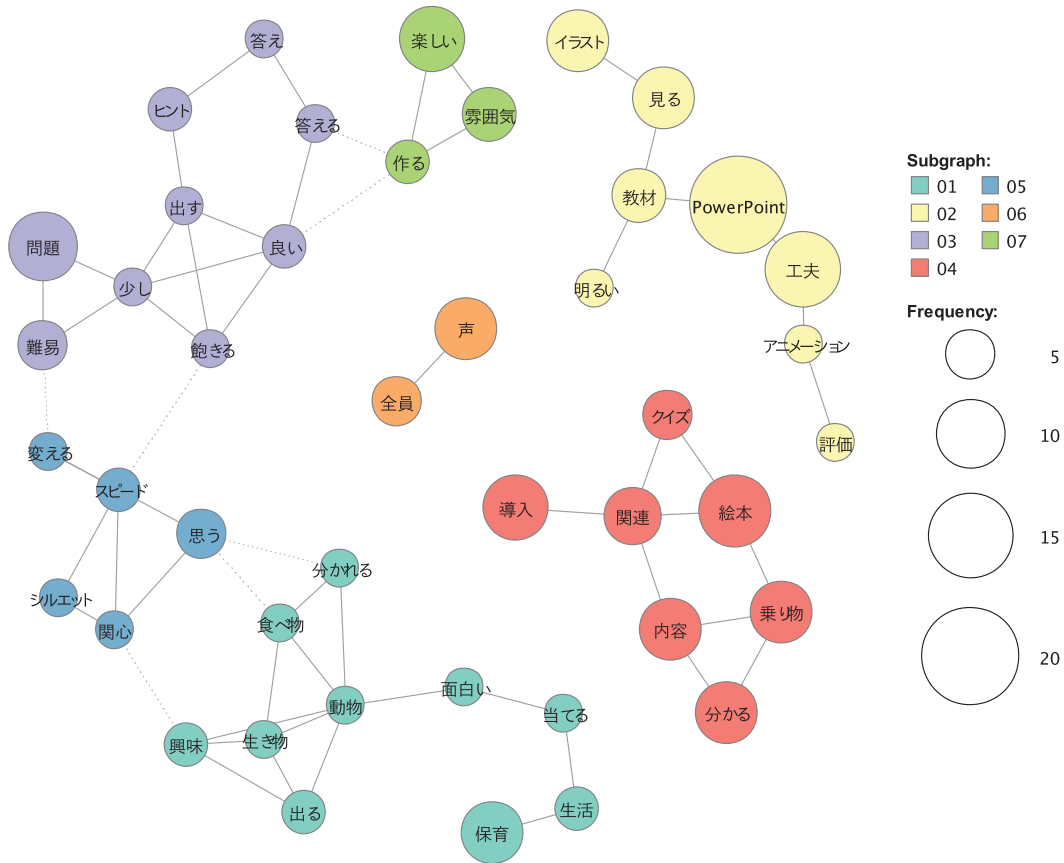 答え
楽しい
イラスト
見る
ヒント
雰囲気
答える
作る
教材
PowerPoint
出す
問題
良い
工夫
少し
明るい
難易
飽きる
声
アニメーション
全員
クイズ
評価
変える
スピード
導入
関連
絵本
思う
分かれる
シルエット
関心
食べ物
内容
乗り物
動物
面白い
当てる
分かる
興味
生き物
出る
生活
保育
Subgraph:
01
05
02
06
03
07
04
Frequency:
5
10
15
20